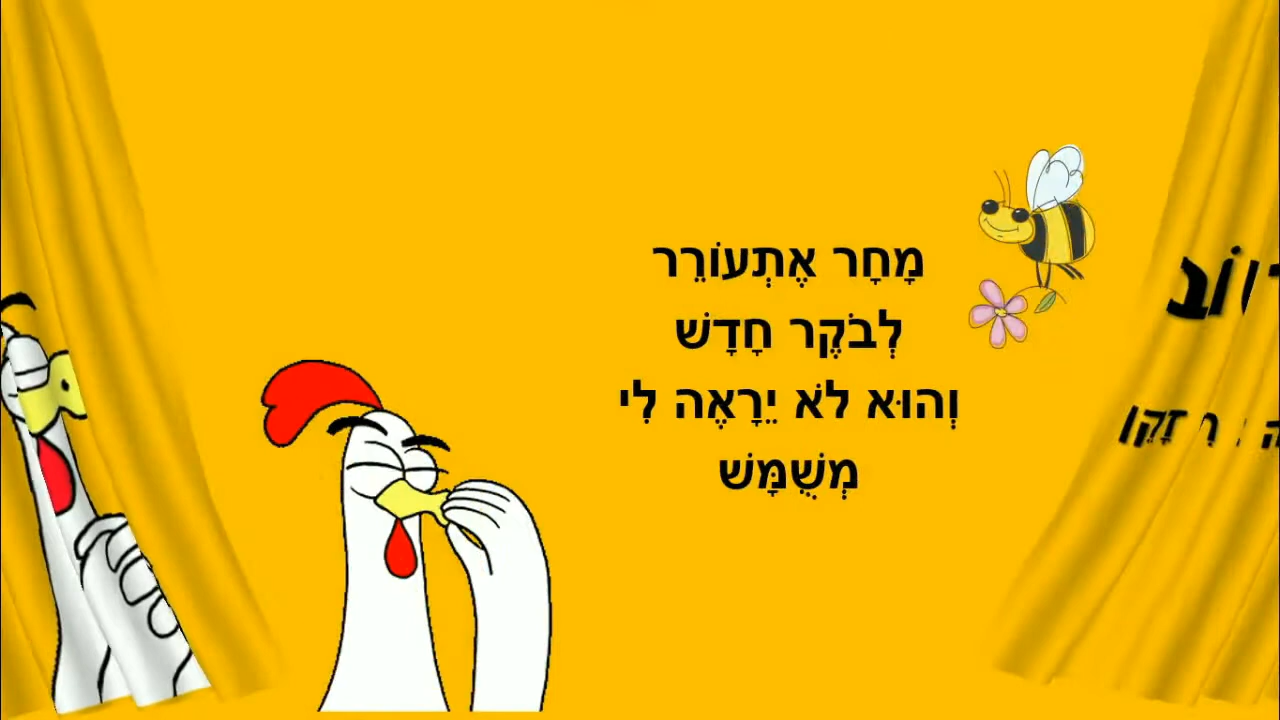 מָחָר אֶתְעוֹרֵר
לְבֹקֶר חָדָשׁ
וְהוּא לֹא יֵרָאֶה לִי
מְשֻׁמָּשׁ